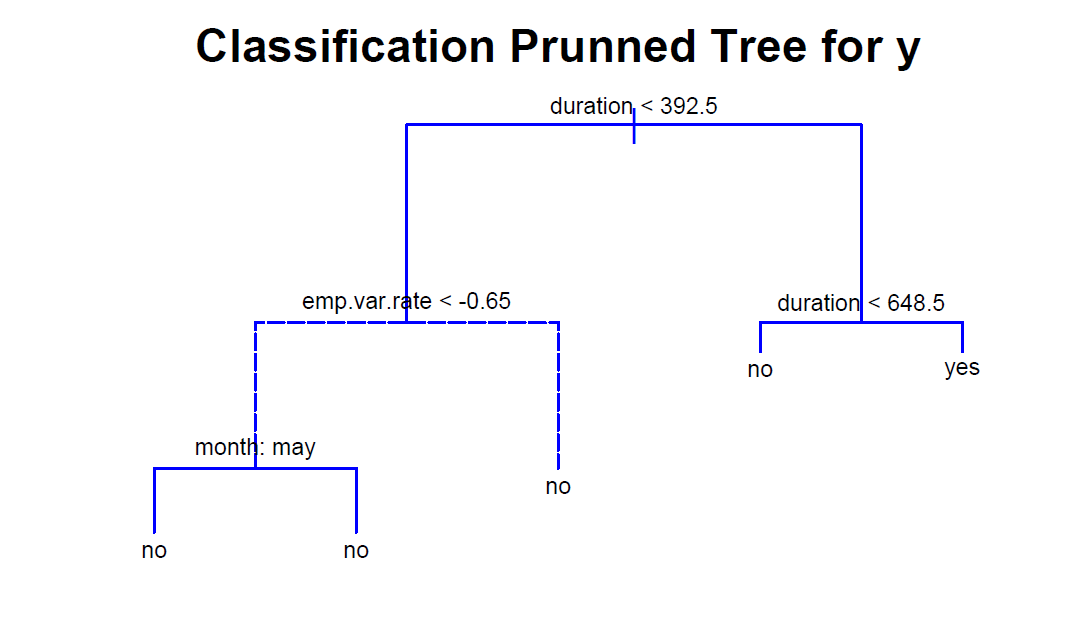 Classification Prunned Tree for y
duration < 392.5
emp.var.rate < -0.65
duration < 648.5
no
yes
month: may
no
no
no